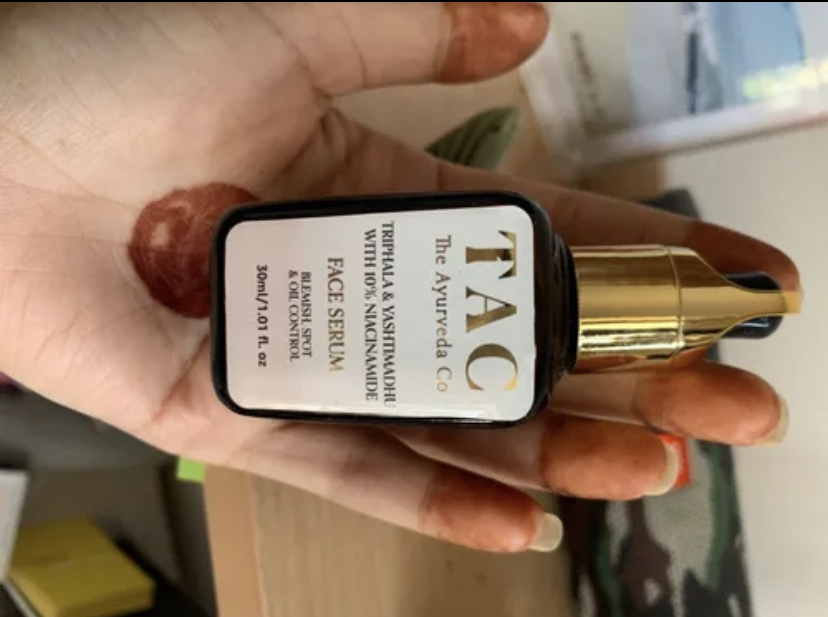 TAC
The Ayurveda Co
TRIPHALA & YASHTIMADHU
WITH 10% NIACINAMIDE
FACE SERUM
BLEMISH, SPOT
& OIL CONTROL
30ml/1.01 fl. oz